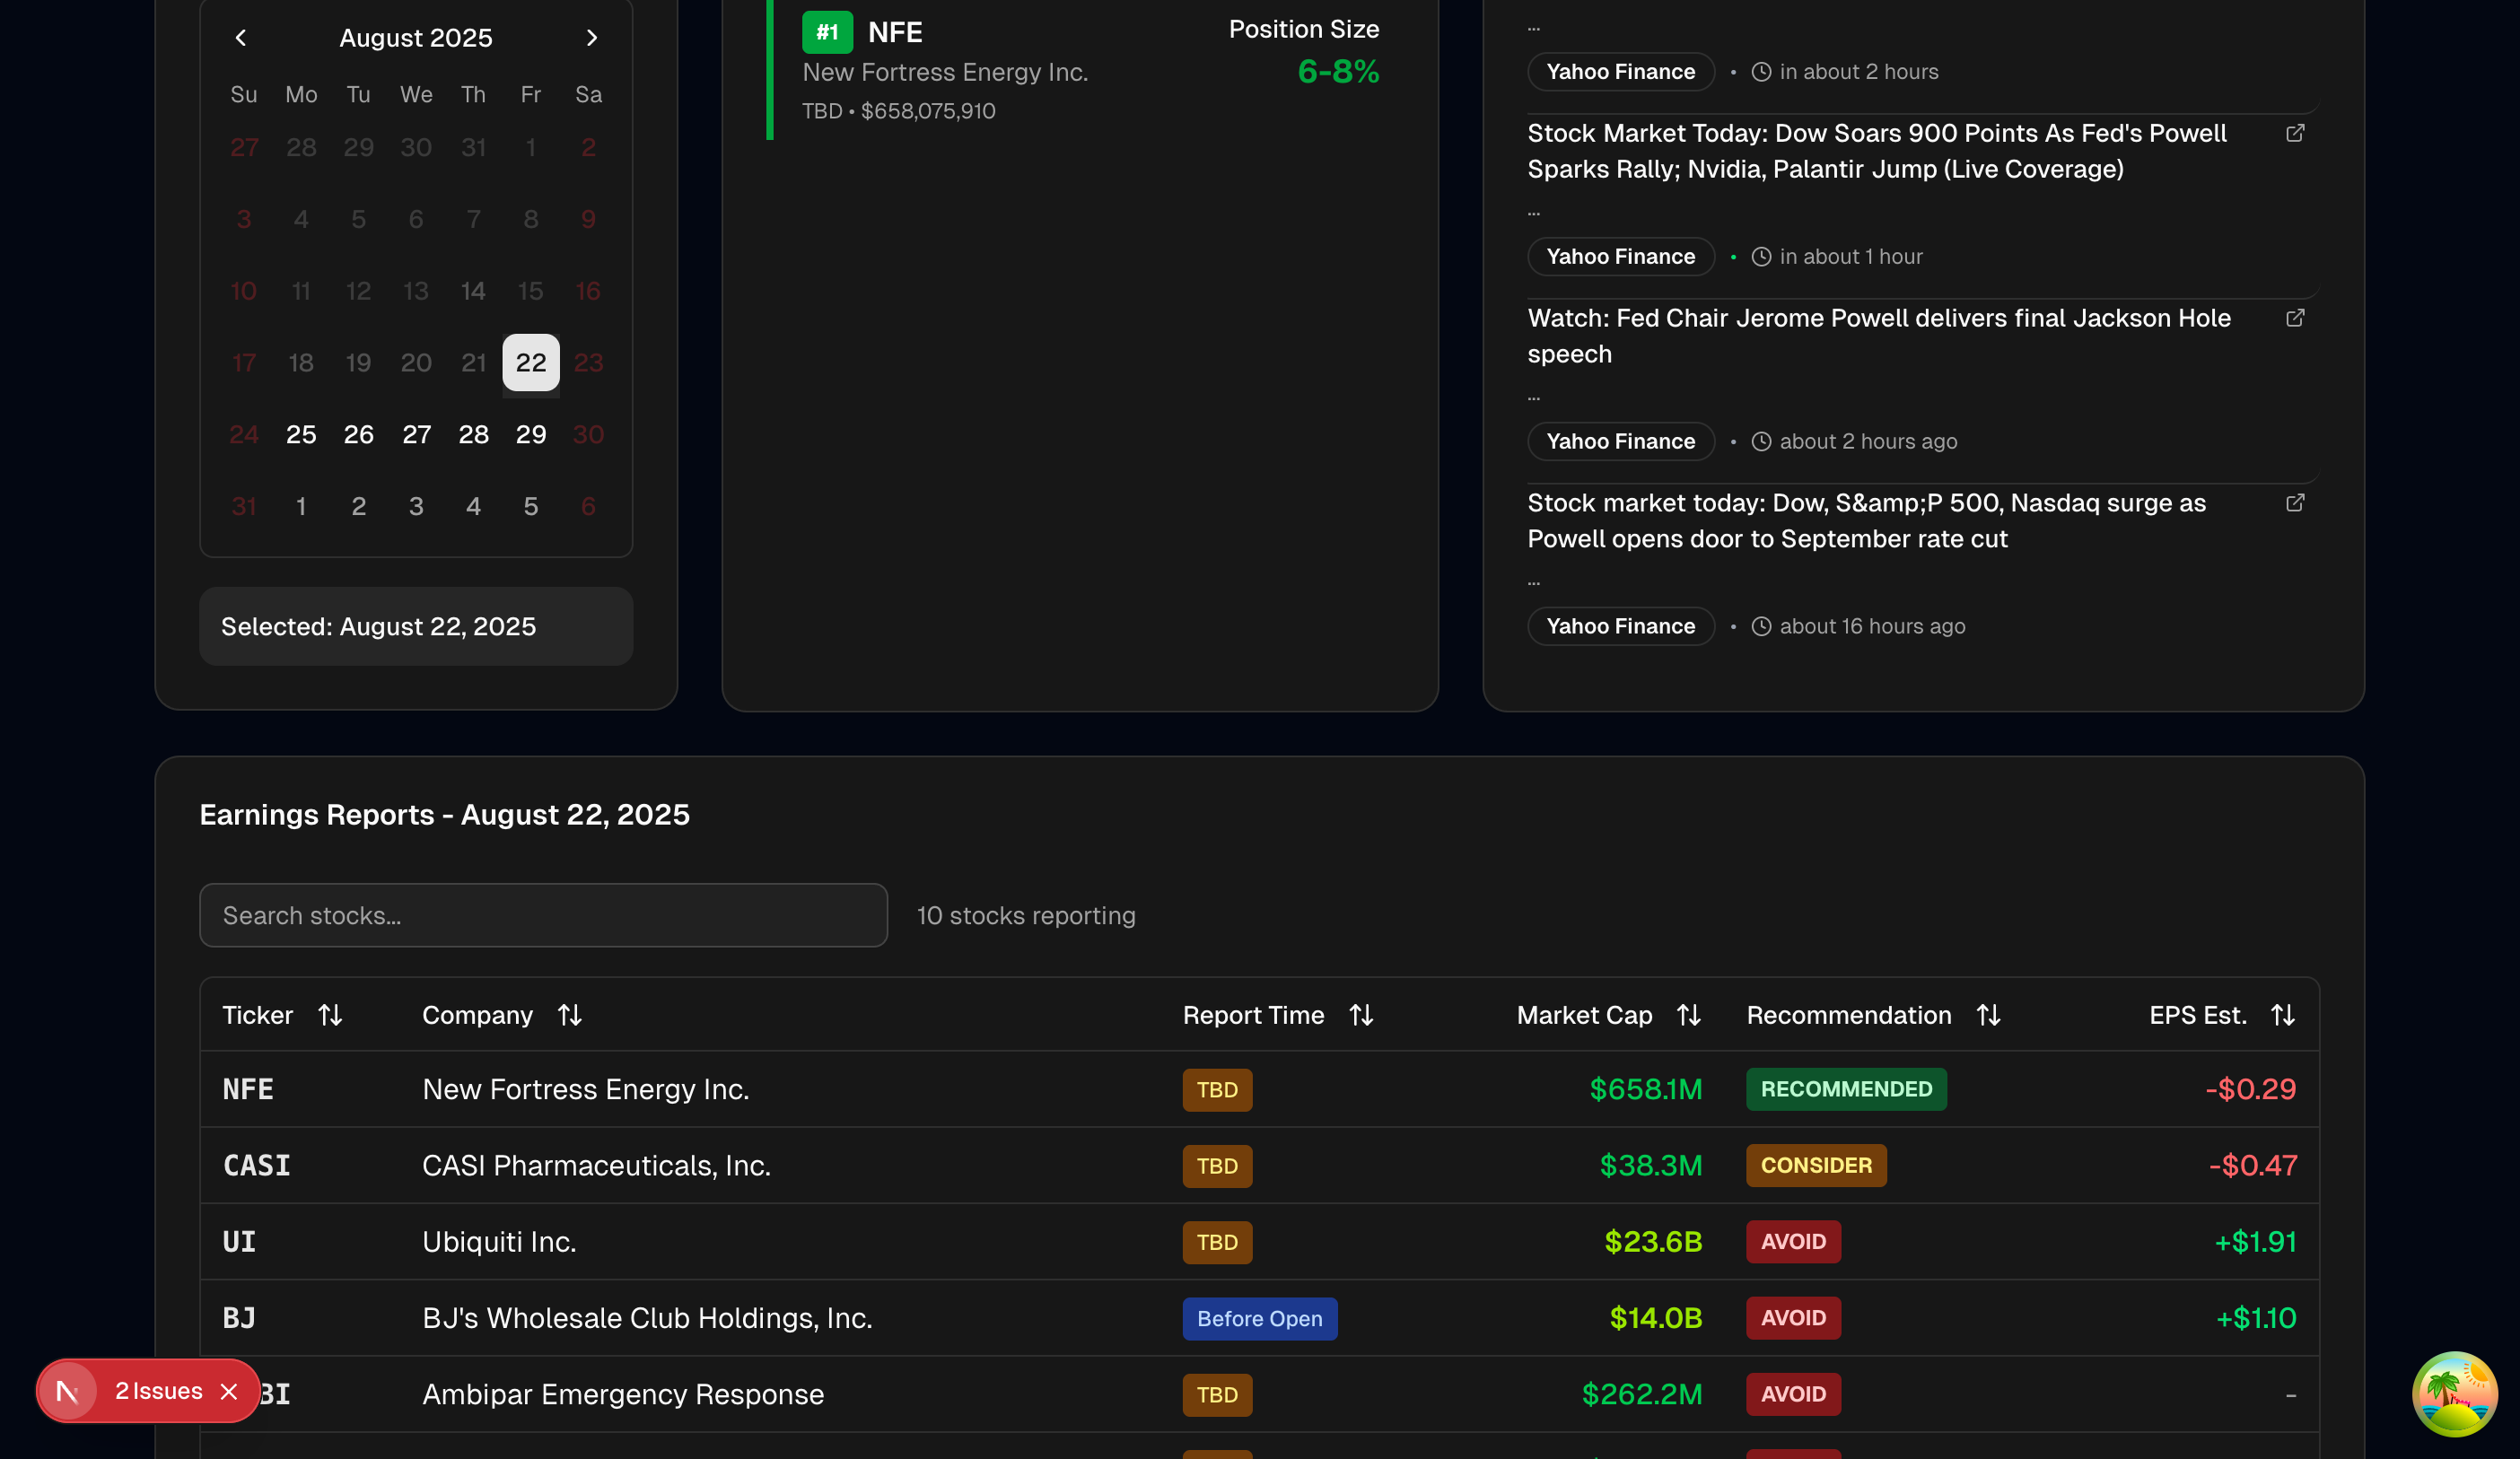 August 2025
Su Mo Tu We Th Fr Sa
27 28 29 30 31 1 2
3 4 5 6 7 8 9
10 11 12 13 14 15 16
17 18 19 20 21 22 23
24 25 26 27 28 29 30
31 1 2 3 4 5 6
Selected: August 22, 2025
#1 NFE
New Fortress Energy Inc.
TBD • $658,075,910
Position Size
6-8%
...
Yahoo Finance • in about 2 hours
Stock Market Today: Dow Soars 900 Points As Fed's Powell
Sparks Rally; Nvidia, Palantir Jump (Live Coverage)
...
Yahoo Finance • in about 1 hour
Watch: Fed Chair Jerome Powell delivers final Jackson Hole
speech
...
Yahoo Finance • about 2 hours ago
Stock market today: Dow, S&amp;P 500, Nasdaq surge as
Powell opens door to September rate cut
...
Yahoo Finance • about 16 hours ago
Earnings Reports - August 22, 2025
Search stocks...
10 stocks reporting
Ticker Company Report Time Market Cap Recommendation EPS Est.
NFE New Fortress Energy Inc. TBD $658.1M RECOMMENDED -$0.29
CASI CASI Pharmaceuticals, Inc. TBD $38.3M CONSIDER -$0.47
UI Ubiquiti Inc. TBD $23.6B AVOID +$1.91
BJ BJ's Wholesale Club Holdings, Inc. Before Open $14.0B AVOID +$1.10
BI Ambipar Emergency Response TBD $262.2M AVOID -
N 2 Issues